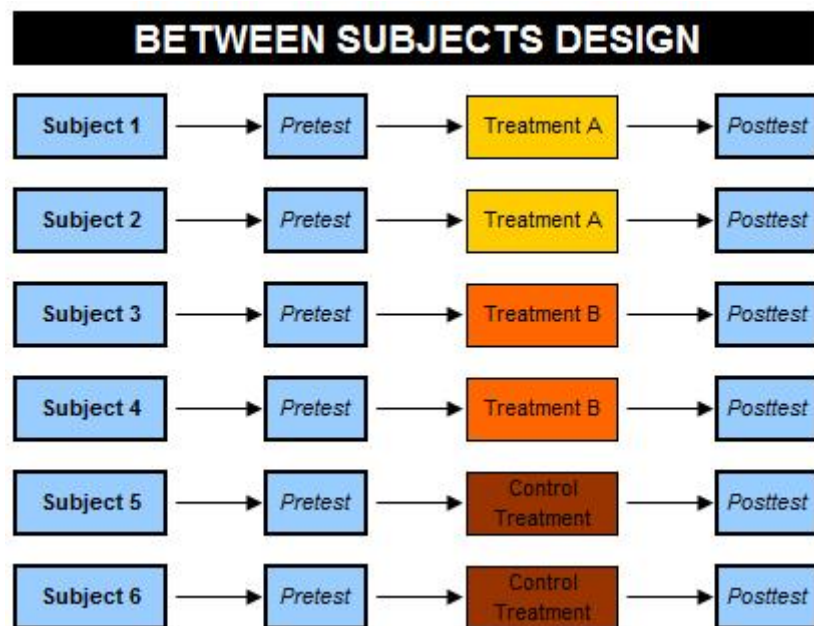 BETWEEN SUBJECTS DESIGN
Subject 1 Pretest Treatment A Posttest
Subject 2 Pretest Treatment A Posttest
Subject 3 Pretest Treatment B Posttest
Subject 4 Pretest Treatment B Posttest
Subject 5 Pretest Control Treatment Posttest
Subject 6 Pretest Control Treatment Posttest